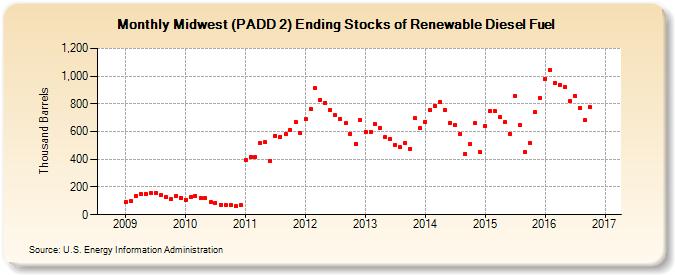 Monthly Midwest (PADD 2) Ending Stocks of Renewable Diesel Fuel
Thousand Barrels
1,200
1,000
800
600
400
200
0
2009 2010 2011 2012 2013 2014 2015 2016 2017
Source: U.S. Energy Information Administration